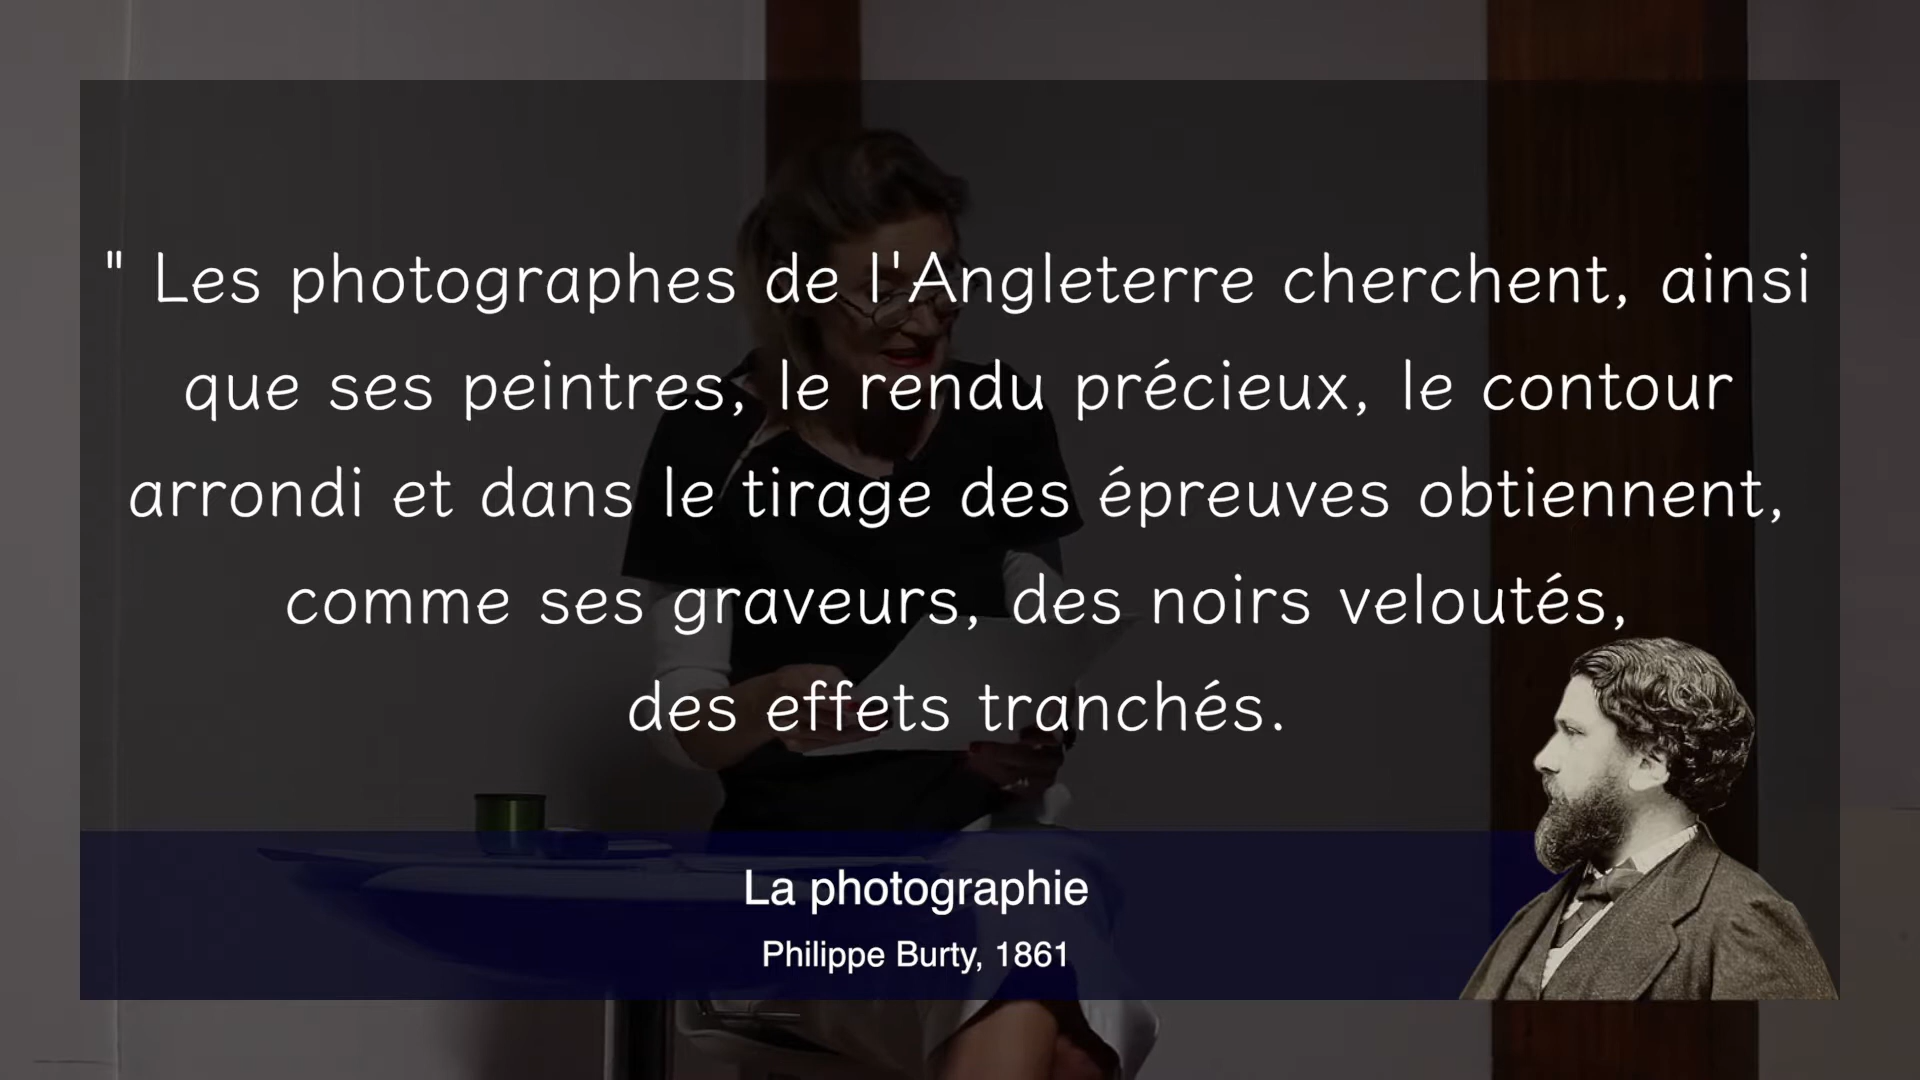 " Les photographes de l'Angleterre cherchent, ainsi
que ses peintres, le rendu précieux, le contour
arrondi et dans le tirage des épreuves obtiennent,
comme ses graveurs, des noirs veloutés,
des effets tranchés.
La photographie
Philippe Burty, 1861